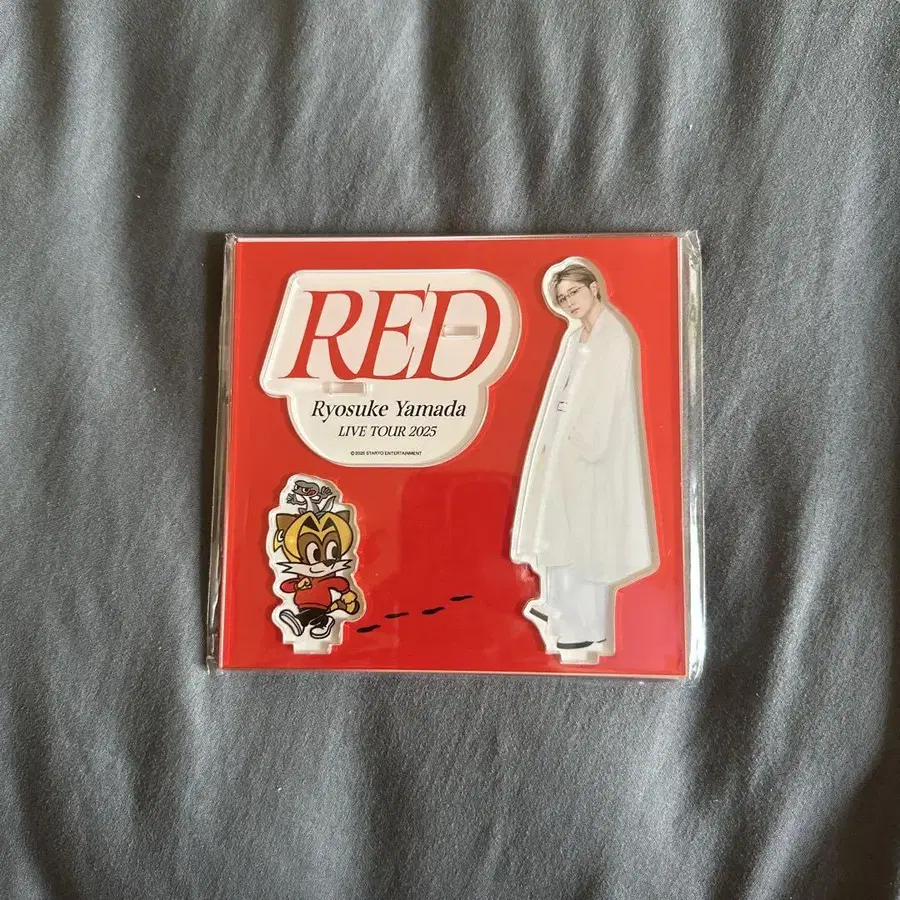 RED
Ryosuke Yamada
LIVE TOUR 2025
©2025 STARTO ENTERTAINMENT